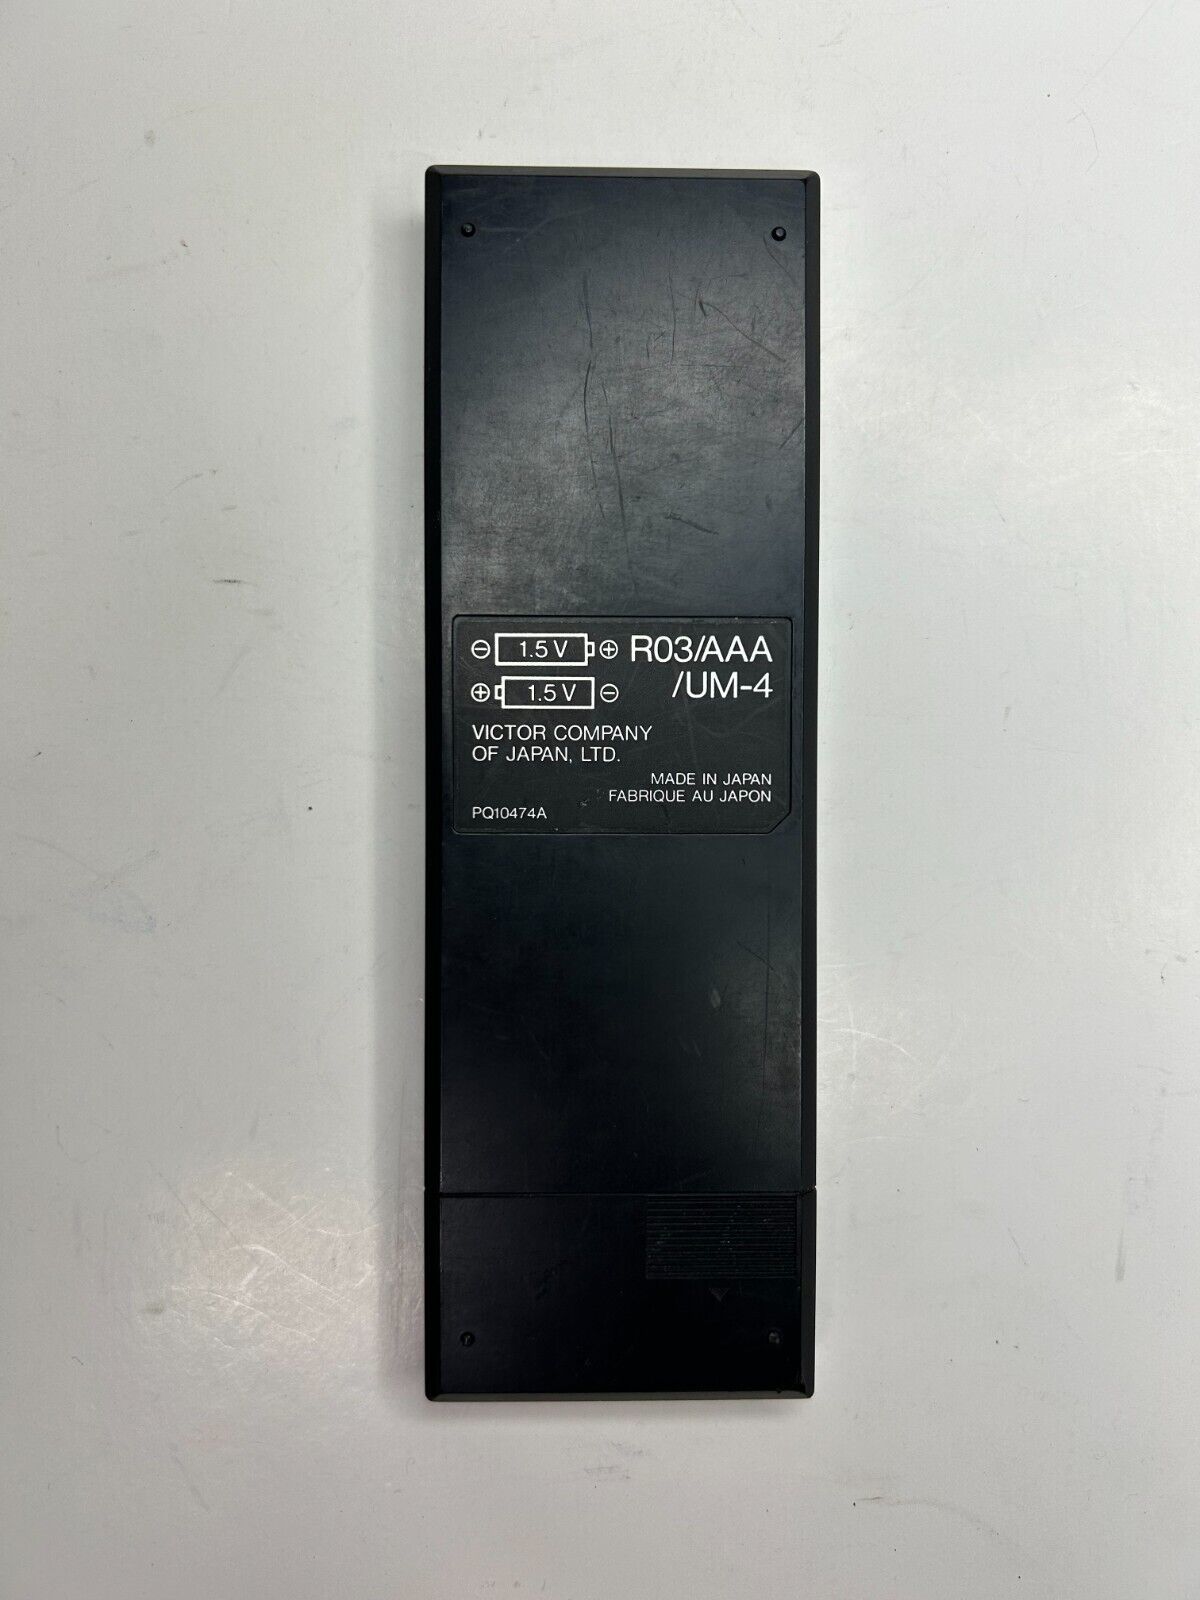 ⊖ 1.5 V ⊕ R03/AAA
⊕ 1.5 V ⊖ /UM-4
VICTOR COMPANY
OF JAPAN, LTD.
MADE IN JAPAN
FABRIQUE AU JAPON
PQ10474A